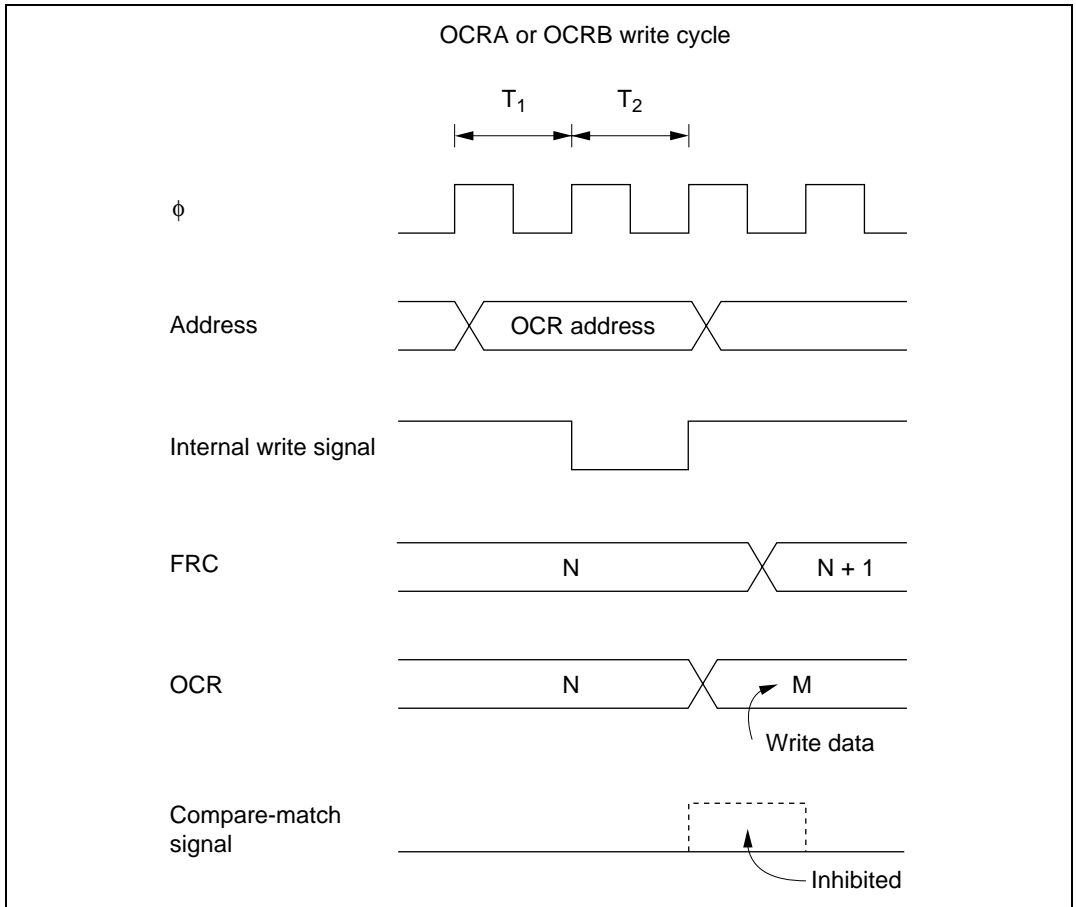 OCRA or OCRB write cycle
T1 T2
ϕ
Address OCR address
Internal write signal
FRC N N + 1
OCR N M
Write data
Compare-match
signal
Inhibited